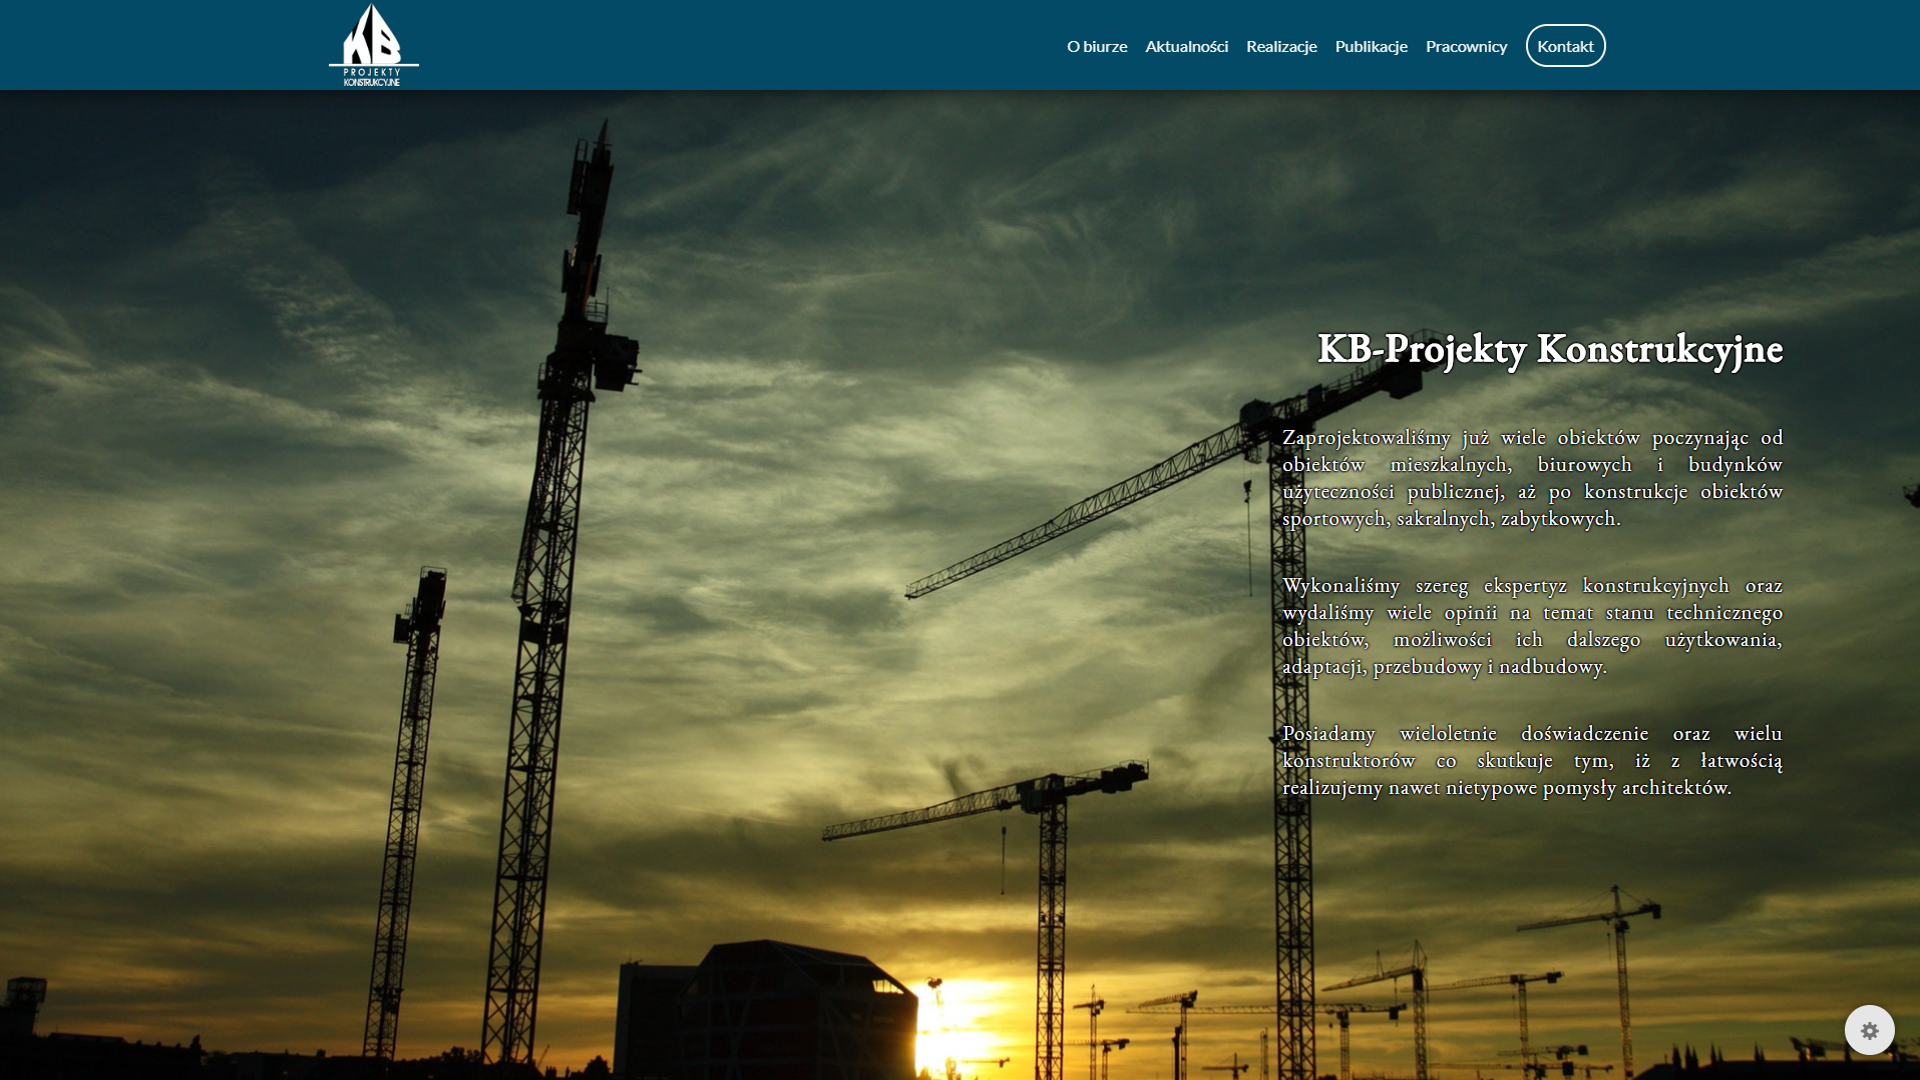 KB
PROJEKTY
KONSTRUKCYJNE
O biurze
Aktualności
Realizacje
Publikacje
Pracownicy
Kontakt
KB-Projekty Konstrukcyjne
Zaprojektowaliśmy już wiele obiektów poczynając od
obiektów mieszkalnych, biurowych i budynków
użyteczności publicznej, aż po konstrukcje obiektów
sportowych, sakralnych, zabytkowych.
Wykonaliśmy szereg ekspertyz konstrukcyjnych oraz
wydaliśmy wiele opinii na temat stanu technicznego
obiektów, możliwości ich dalszego użytkowania,
adaptacji, przebudowy i nadbudowy.
Posiadamy wieloletnie doświadczenie oraz wielu
konstruktorów co skutkuje tym, iż z łatwością
realizujemy nawet nietypowe pomysły architektów.